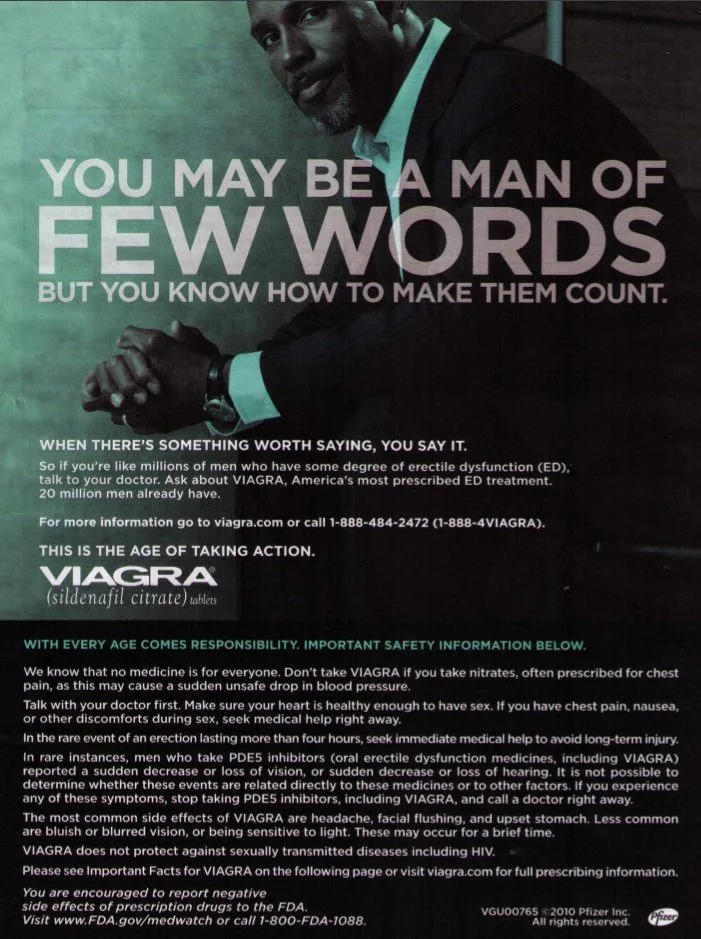 YOU MAY BE A MAN OF
FEW WORDS
BUT YOU KNOW HOW TO MAKE THEM COUNT.
WHEN THERE'S SOMETHING WORTH SAYING, YOU SAY IT.
So if you're like millions of men who have some degree of erectile dysfunction (ED),
talk to your doctor. Ask about VIAGRA, America's most prescribed ED treatment.
20 million men already have.
For more information go to viagra.com or call 1-888-484-2472 (1-888-4VIAGRA).
THIS IS THE AGE OF TAKING ACTION.
VIAGRA®
(sildenafil citrate) tablets
WITH EVERY AGE COMES RESPONSIBILITY. IMPORTANT SAFETY INFORMATION BELOW.
We know that no medicine is for everyone. Don't take VIAGRA if you take nitrates, often prescribed for chest
pain, as this may cause a sudden unsafe drop in blood pressure.
Talk with your doctor first. Make sure your heart is healthy enough to have sex. If you have chest pain, nausea,
or other discomforts during sex, seek medical help right away.
In the rare event of an erection lasting more than four hours, seek immediate medical help to avoid long-term injury.
In rare instances, men who take PDE5 inhibitors (oral erectile dysfunction medicines, including VIAGRA)
reported a sudden decrease or loss of vision, or sudden decrease or loss of hearing. It is not possible to
determine whether these events are related directly to these medicines or to other factors. If you experience
any of these symptoms, stop taking PDE5 inhibitors, including VIAGRA, and call a doctor right away.
The most common side effects of VIAGRA are headache, facial flushing, and upset stomach. Less common
are bluish or blurred vision, or being sensitive to light. These may occur for a brief time.
VIAGRA does not protect against sexually transmitted diseases including HIV.
Please see Important Facts for VIAGRA on the following page or visit viagra.com for full prescribing information.
You are encouraged to report negative
side effects of prescription drugs to the FDA.
Visit www.FDA.gov/medwatch or call 1-800-FDA-1088.
VGU00765 ©2010 Pfizer Inc.
All rights reserved.
Pfizer